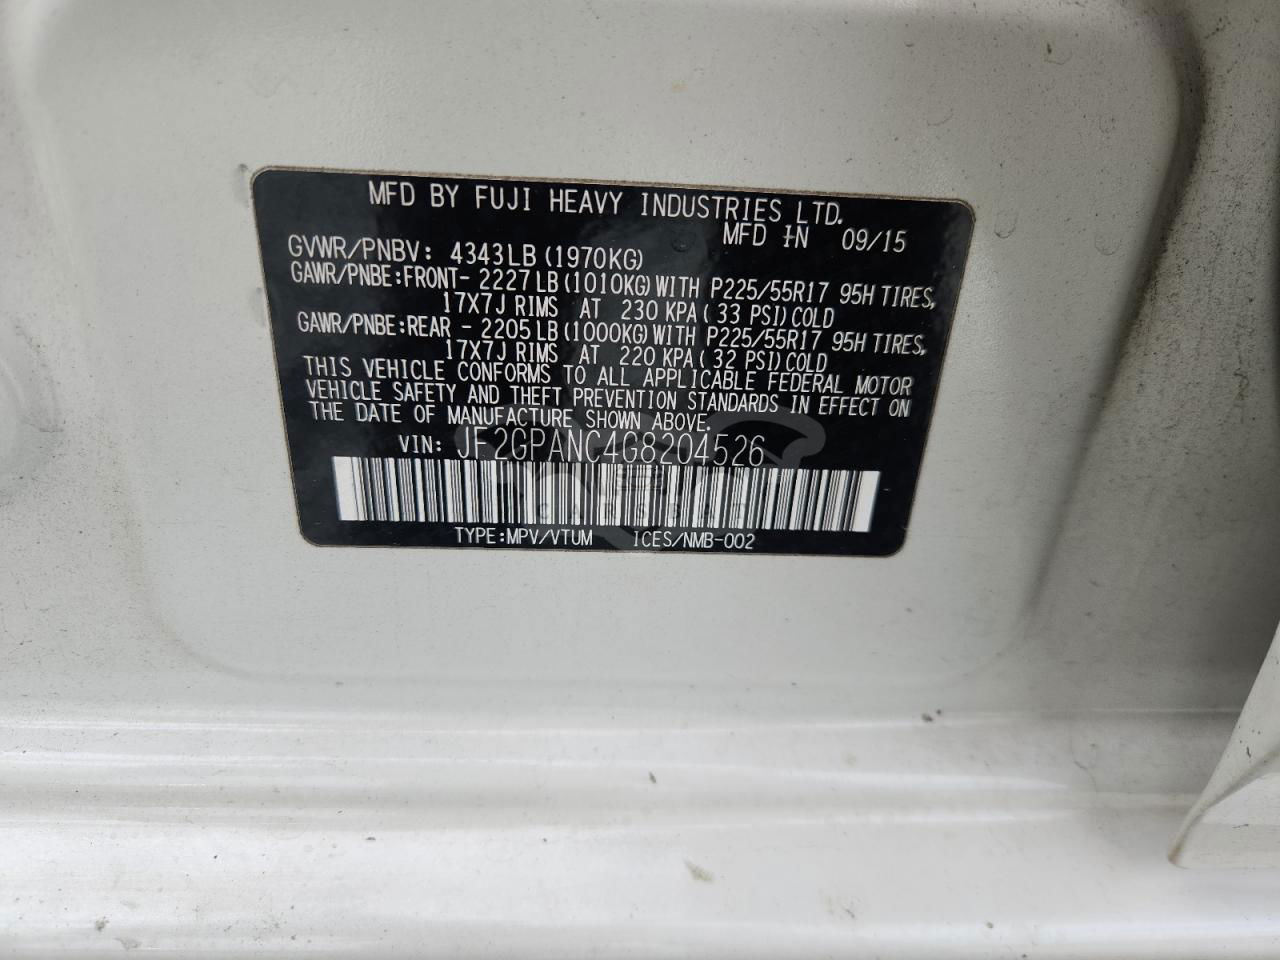 MFD BY FUJI HEAVY INDUSTRIES LTD.
MFD IN 09/15
GVWR/PNBV: 4343LB (1970KG)
GAWR/PNBE:FRONT- 2227LB (1010KG) WITH P225/55R17 95H TIRES,
17X7J RIMS AT 230 KPA ( 33 PSI) COLD
GAWR/PNBE:REAR - 2205LB (1000KG) WITH P225/55R17 95H TIRES,
17X7J RIMS AT 220 KPA ( 32 PSI) COLD
THIS VEHICLE CONFORMS TO ALL APPLICABLE FEDERAL MOTOR
VEHICLE SAFETY AND THEFT PREVENTION STANDARDS IN EFFECT ON
THE DATE OF MANUFACTURE SHOWN ABOVE.
VIN: JF2GPANC4G8204526
TYPE:MPV/VTUM ICES/NMB-002